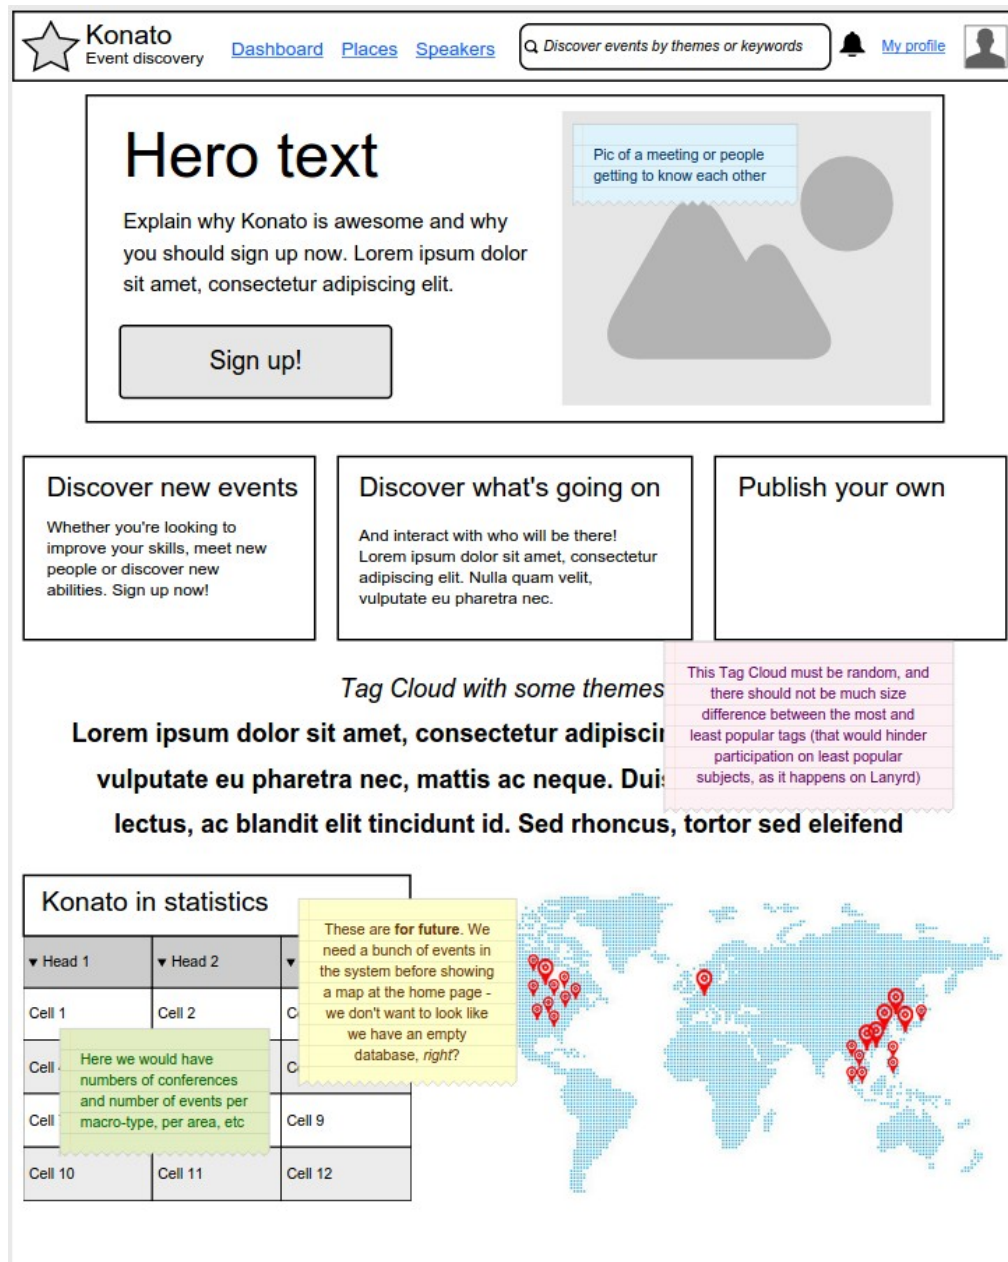 Konato
Event discovery
Dashboard Places Speakers
Discover events by themes or keywords
My profile
Hero text
Explain why Konato is awesome and why
you should sign up now. Lorem ipsum dolor
sit amet, consectetur adipiscing elit.
Sign up!
Pic of a meeting or people
getting to know each other
Discover new events
Whether you're looking to
improve your skills, meet new
people or discover new
abilities. Sign up now!
Discover what's going on
And interact with who will be there!
Lorem ipsum dolor sit amet, consectetur
adipiscing elit. Nulla quam velit,
vulputate eu pharetra nec.
Publish your own
Tag Cloud with some themes
Lorem ipsum dolor sit amet, consectetur
vulputate eu pharetra nec, mattis ac neque.
lectus, ac blandit elit tincidunt id. Sed rhoncus, tortor sed eleifend
This Tag Cloud must be random, and
there should not be much size
difference between the most and
least popular tags (that would hinder
participation on least popular
subjects, as it happens on Lanyrd)
Konato in statistics
Head 1 Head 2
Cell 1 Cell 2
Cell
Cell
Cell 9
Cell 10 Cell 11 Cell 12
Here we would have
numbers of conferences
and number of events per
macro-type, per area, etc
These are for future. We
need a bunch of events in
the system before showing
a map at the home page -
we don't want to look like
we have an empty
database, right?